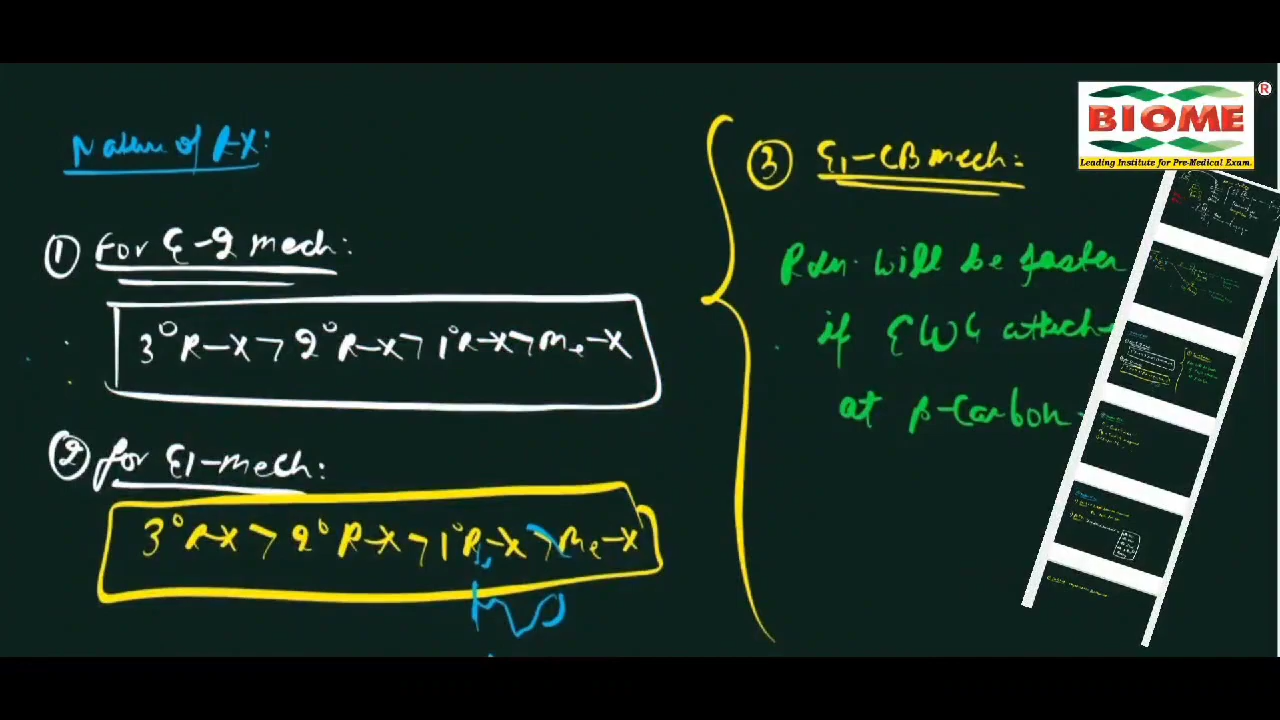 Nature of R-X:
① For E-2 mech:
3° R-X > 2° R-X > 1° R-X > Me-X
② for E1-mech:
3° R-X > 2° R-X > 1° R-X > Me-X
③ E1-CB mech:
Rxn. will be faster
if EWG attach
at β-Carbon.
BIOME®
Leading Institute for Pre-Medical Exam.